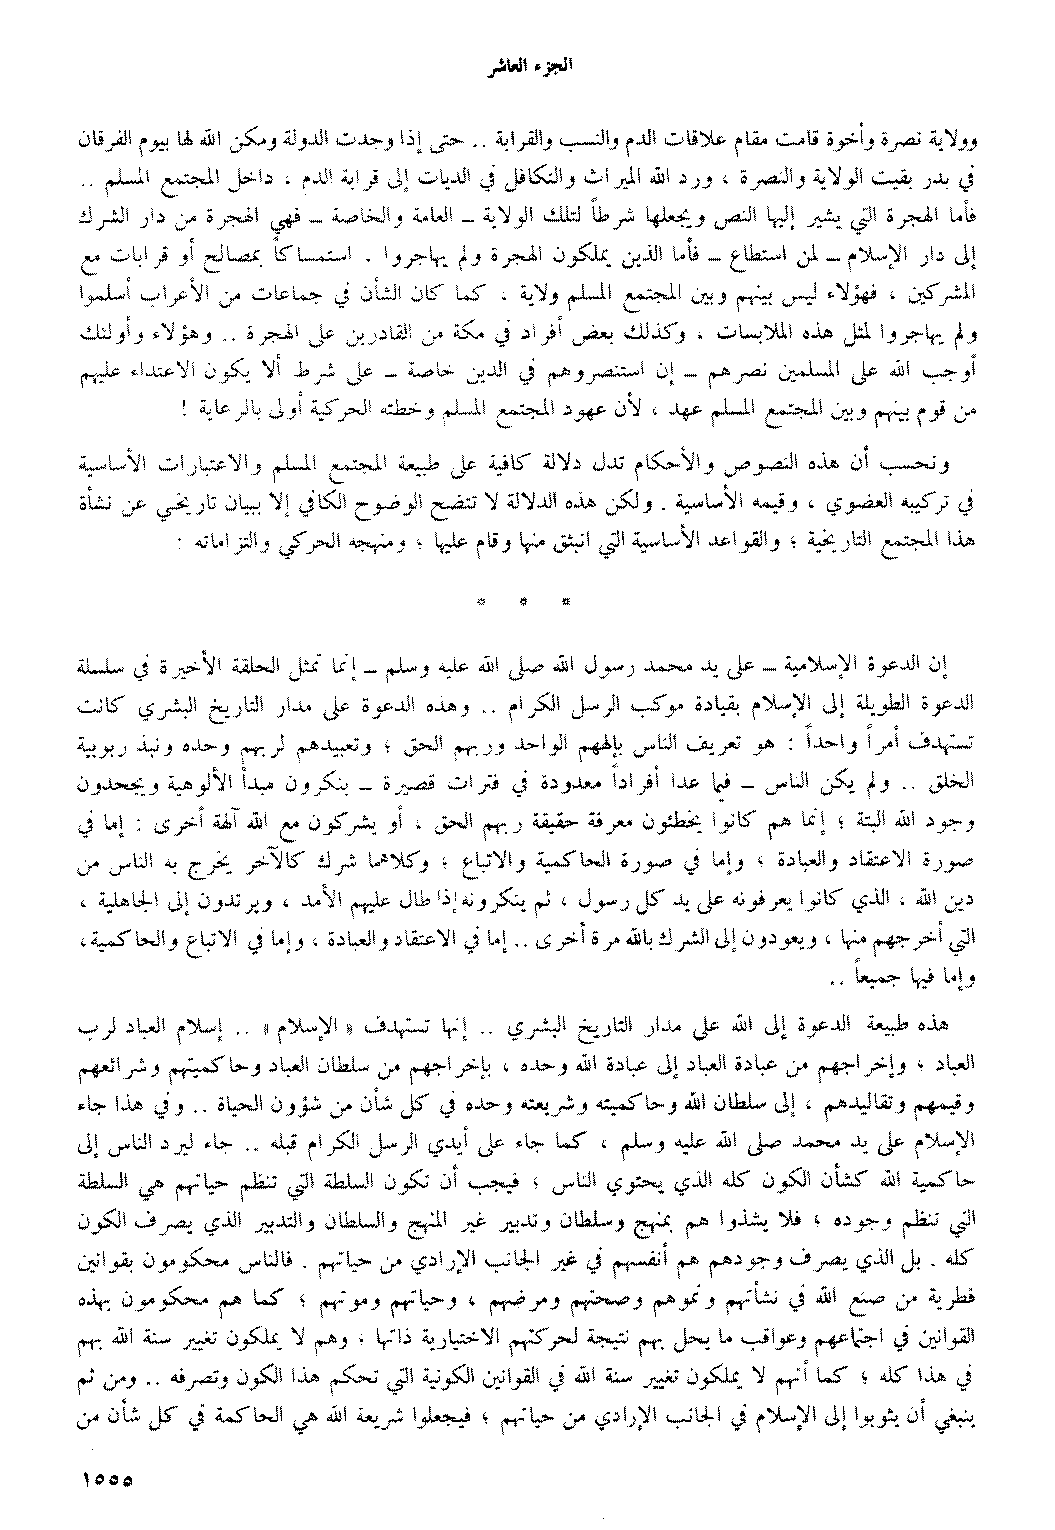 الجزء العاشر
وولاية نصرة وأخوة قامت مقام علاقات الدم والنسب والقرابة .. حتى إذا وجدت الدولة ومكن الله لها بيوم الفرقان
في بدر بقيت الولاية والنصرة ، ورد الله الميراث والتكافل في الديات إلى قرابة الدم ، داخل المجتمع المسلم ..
فأما الهجرة التي يشير إليها النص ويجعلها شرطاً لتلك الولاية – العامة والخاصة – فهي الهجرة من دار الشرك
إلى دار الإسلام – لمن استطاع – فأما الذين يملكون الهجرة ولم يهاجروا . استمساكاً بمصالح أو قرابات مع
المشركين ، فهؤلاء ليس بينهم وبين المجتمع المسلم ولاية ، كما كان الشأن في جماعات من الأعراب أسلموا
ولم يهاجروا لمثل هذه الملابسات ، وكذلك بعض أفراد في مكة من القادرين على الهجرة .. وهؤلاء وأولئك
أوجب الله على المسلمين نصرهم – إن استنصروهم في الدين خاصة – على شرط ألا يكون الاعتداء عليهم
من قوم بينهم وبين المجتمع المسلم عهد ، لأن عهود المجتمع المسلم وخطته الحركية أولى بالرعاية !
ونحسب أن هذه النصوص والأحكام تدل دلالة كافية على طبيعة المجتمع المسلم والاعتبارات الأساسية
في تركيبه العضوي ، وقيمه الأساسية . ولكن هذه الدلالة لا تتضح الوضوح الكافي إلا ببيان تاريخي عن نشأة
هذا المجتمع التاريخية ؛ والقواعد الأساسية التي انبثق منها وقام عليها ؛ ومنهجه الحركي والتزاماته :
* * *
إن الدعوة الإسلامية – على يد محمد رسول الله صلى الله عليه وسلم – إنما تمثل الحلقة الأخيرة في سلسلة
الدعوة الطويلة إلى الإسلام بقيادة موكب الرسل الكرام .. وهذه الدعوة على مدار التاريخ البشري كانت
تستهدف أمراً واحداً : هو تعريف الناس بإلههم الواحد وربهم الحق ؛ وتعبيدهم لربهم وحده ونبذ ربوبية
الخلق .. ولم يكن الناس – فيما عدا أفراداً معدودة في فترات قصيرة – ينكرون مبدأ الألوهية ويجحدون
وجود الله البتة ؛ إنما هم كانوا يخطئون معرفة حقيقة ربهم الحق ، أو يشركون مع الله آلهة أخرى : إما في
صورة الاعتقاد والعبادة ؛ وإما في صورة الحاكمية والاتباع ؛ وكلاهما شرك كالآخر يخرج به الناس من
دين الله ، الذي كانوا يعرفونه على يد كل رسول ، ثم ينكرونه إذا طال عليهم الأمد ، ويرتدون إلى الجاهلية ،
التي أخرجهم منها ، ويعودون إلى الشرك بالله مرة أخرى .. إما في الاعتقاد والعبادة ، وإما في الاتباع والحاكمية،
وإما فيها جميعاً ..
هذه طبيعة الدعوة إلى الله على مدار التاريخ البشري .. إنها تستهدف « الإسلام » .. إسلام العباد لرب
العباد ؛ وإخراجهم من عبادة العباد إلى عبادة الله وحده ، بإخراجهم من سلطان العباد وحاكميتهم وشرائعهم
وقيمهم وتقاليدهم ، إلى سلطان الله وحاكميته وشريعته وحده في كل شأن من شؤون الحياة .. وفي هذا جاء
الإسلام على يد محمد صلى الله عليه وسلم ، كما جاء على أيدي الرسل الكرام قبله .. جاء ليرد الناس إلى
حاكمية الله كشأن الكون كله الذي يحتوي الناس ؛ فيجب أن تكون السلطة التي تنظم حياتهم هي السلطة
التي تنظم وجوده ؛ فلا يشذوا هم بمنهج وسلطان وتدبير غير المنهج والسلطان والتدبير الذي يصرف الكون
كله . بل الذي يصرف وجودهم هم أنفسهم في غير الجانب الإرادي من حياتهم . فالناس محكومون بقوانين
فطرية من صنع الله في نشأتهم ونموهم وصحتهم ومرضهم ، وحياتهم وموتهم ؛ كما هم محكومون بهذه
القوانين في اجتماعهم وعواقب ما يحل بهم نتيجة لحركتهم الاختيارية ذاتها ؛ وهم لا يملكون تغيير سنة الله بهم
في هذا كله ؛ كما أنهم لا يملكون تغيير سنة الله في القوانين الكونية التي تحكم هذا الكون وتصرفه .. ومن ثم
ينبغي أن يثوبوا إلى الإسلام في الجانب الإرادي من حياتهم ؛ فيجعلوا شريعة الله هي الحاكمة في كل شأن من
١٥٥٥